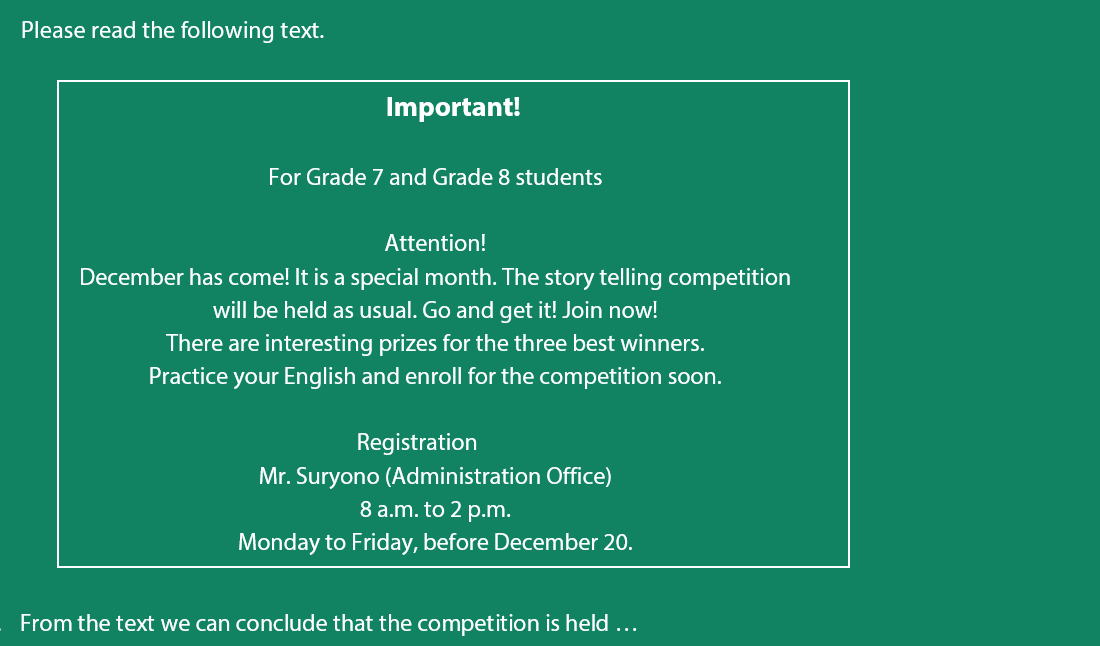 Please read the following text.
Important!
For Grade 7 and Grade 8 students
Attention!
December has come! It is a special month. The story telling competition
will be held as usual. Go and get it! Join now!
There are interesting prizes for the three best winners.
Practice your English and enroll for the competition soon.
Registration
Mr. Suryono (Administration Office)
8 a.m. to 2 p.m.
Monday to Friday, before December 20.
From the text we can conclude that the competition is held …